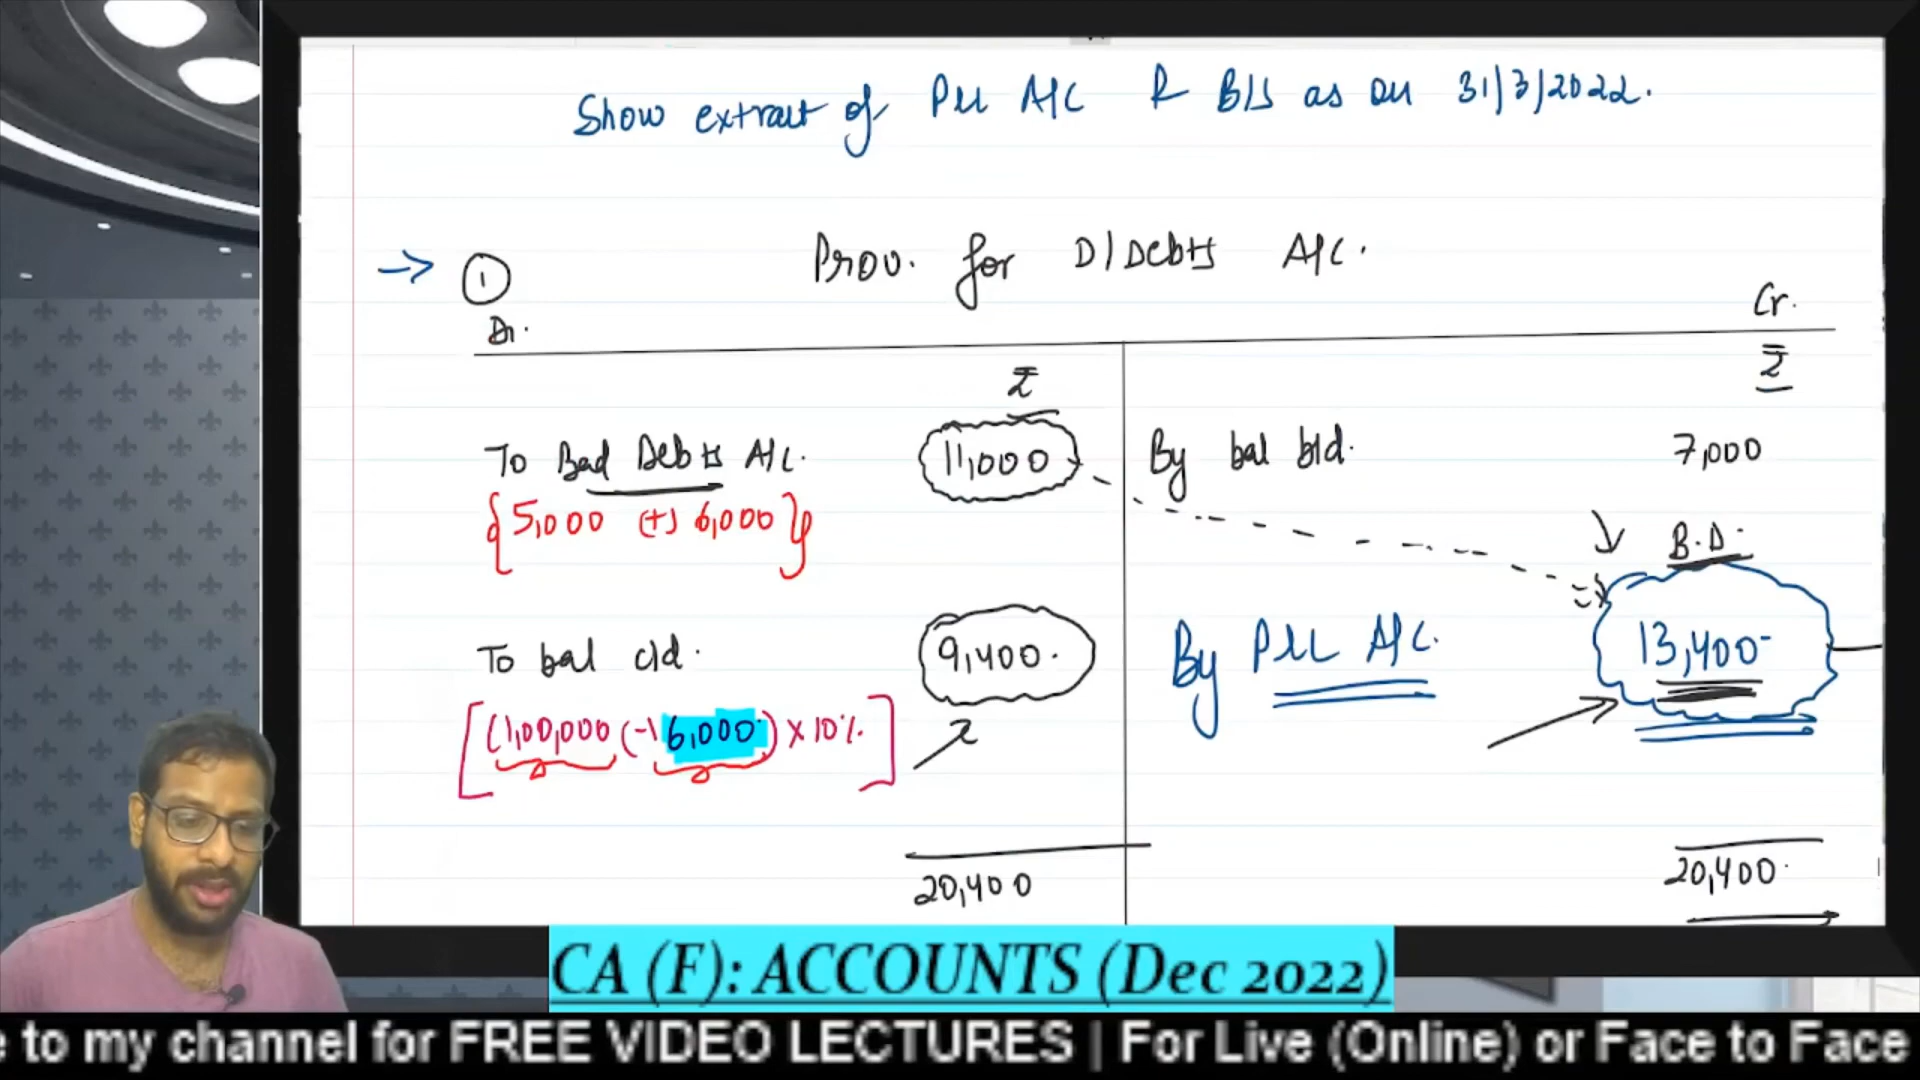 Show extract of P&L A/C & B/S as on 31/3/2022.
→ ① Prov. for D/Debts A/C.
Dr. Cr.
₹ ₹
To Bad Debts A/C. 11,000 By bal b/d. 7,000
{5,000 (+) 6,000} B.D.
To bal c/d. 9,400. By P&L A/C. 13,400-
[(1,00,000 (-) 6,000) × 10%]
20,400 20,400.
CA (F): ACCOUNTS (Dec 2022)
e to my channel for FREE VIDEO LECTURES | For Live (Online) or Face to Face